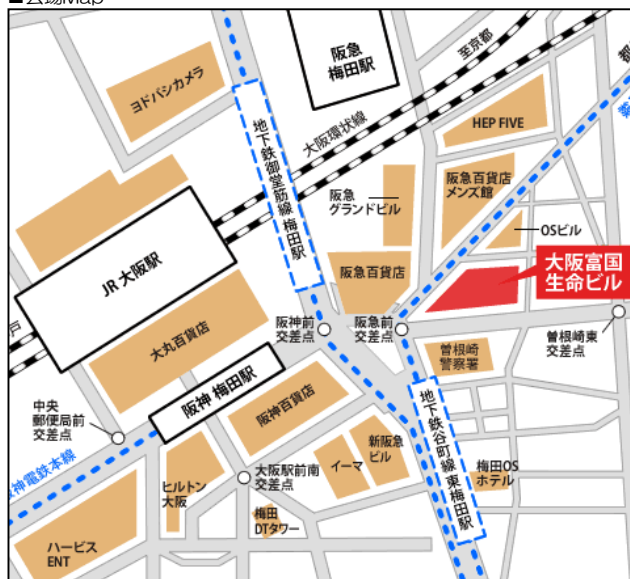 ■会場Map
ヨドバシカメラ
阪急
梅田駅
至京都
大阪環状線
地下鉄御堂筋線 梅田駅
HEP FIVE
阪急百貨店
メンズ館
阪急
グランドビル
OSビル
JR 大阪駅
阪急百貨店
大阪富国
生命ビル
大丸百貨店
阪神前
交差点
阪急前
交差点
曽根崎東
交差点
曽根崎
警察署
阪神 梅田駅
阪神百貨店
中央
郵便局前
交差点
地下鉄谷町線 東梅田駅
新阪急
ビル
イーマ
大阪駅前南
交差点
ヒルトン
大阪
梅田OS
ホテル
神電鉄本線
梅田
DTタワー
ハービス
ENT